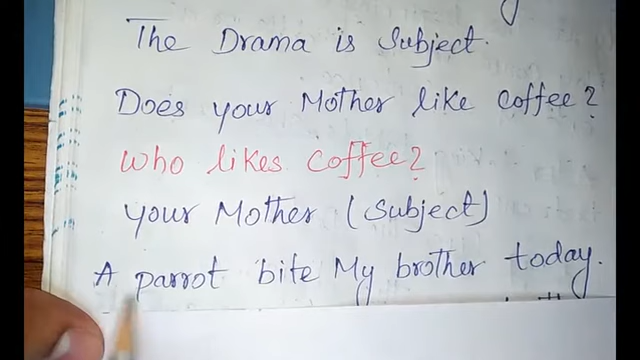 The Drama is Subject.
Does your Mother like coffee?
Who likes coffee?
your Mother (Subject)
A parrot bite My brother today.